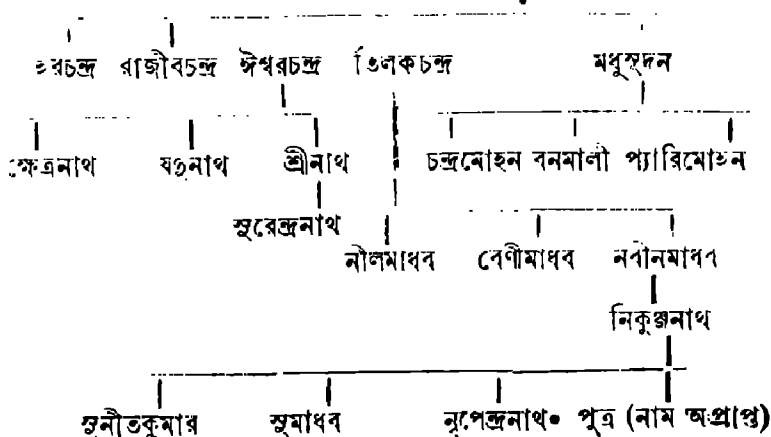 রাজীবচন্দ্র ঈশ্বরচন্দ্র তিলকচন্দ্র মধুসূদন
ক্ষেত্রনাথ যদুনাথ শ্রীনাথ চন্দ্রমোহন বনমালী প্যারিমোহন
সুরেন্দ্রনাথ
নীলমাধব বেণীমাধব নবীনমাধব
নিকুঞ্জনাথ
সুনীতকুমার সুমাধব নৃপেন্দ্রনাথ পুত্র (নাম অপ্রাপ্ত)